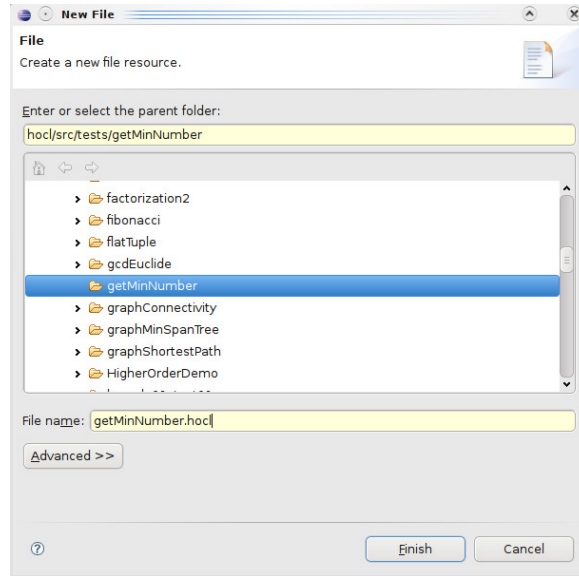 New File
File
Create a new file resource.
Enter or select the parent folder:
hocl/src/tests/getMinNumber
factorization2
fibonacci
flatTuple
gcdEuclide
getMinNumber
graphConnectivity
graphMinSpanTree
graphShortestPath
HigherOrderDemo
File name: getMinNumber.hocl
Advanced >>
Finish Cancel